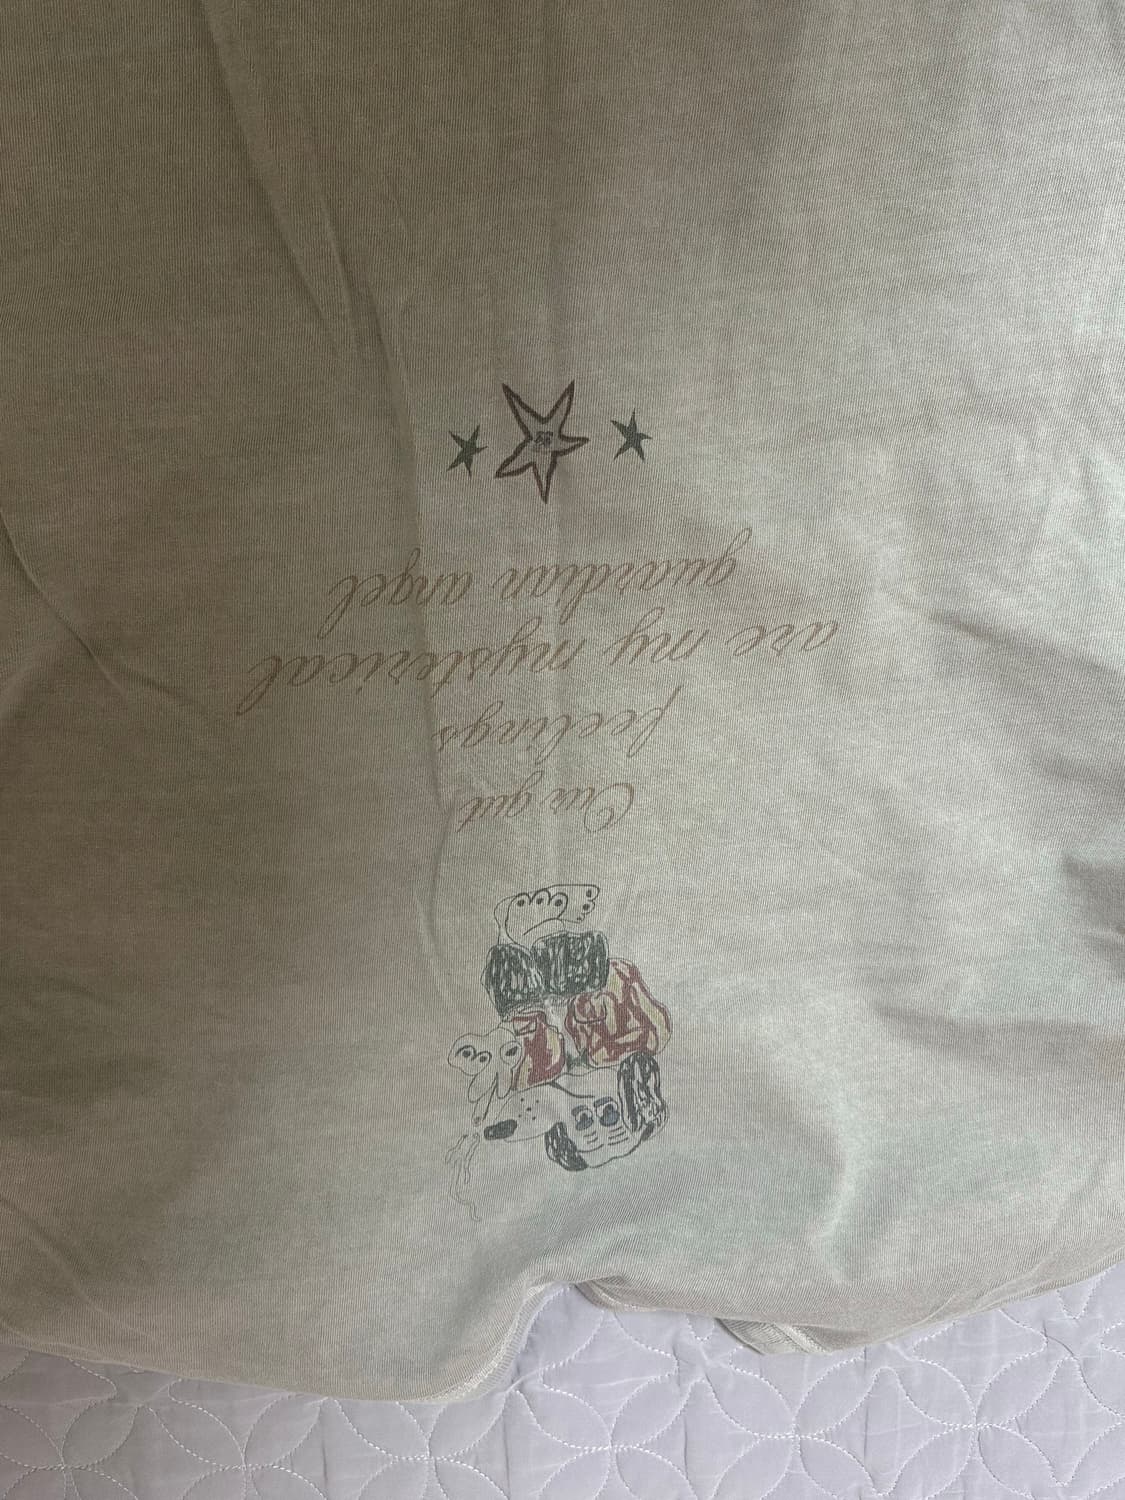 Our gut
feelings
are my mysterical
guardian angel